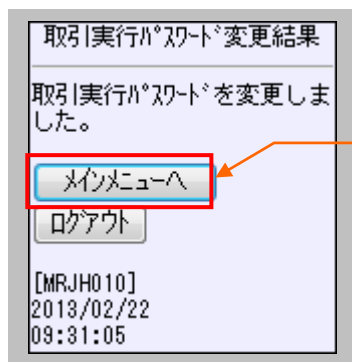 取引実行ﾊﾟｽﾜｰﾄﾞ変更結果
取引実行ﾊﾟｽﾜｰﾄﾞを変更しま
した。
ﾒｲﾝﾒﾆｭｰへ
ﾛｸﾞｱｳﾄ
[MRJH010]
2013/02/22
09:31:05